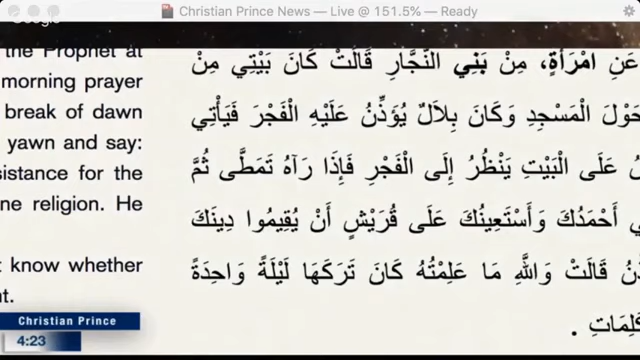 Christian Prince News — Live @ 151.5% — Ready
the Prophet at
morning prayer
break of dawn
yawn and say:
sistance for the
ne religion. He
know whether
عَنِ امْرَأَةٍ، مِنْ بَنِي النَّجَّارِ قَالَتْ كَانَ بَيْتِي مِنْ
حَوْلَ الْمَسْجِدِ وَكَانَ بِلاَلٌ يُؤَذِّنُ عَلَيْهِ الْفَجْرَ فَيَأْتِي
عَلَى الْبَيْتِ يَنْظُرُ إِلَى الْفَجْرِ فَإِذَا رَآهُ تَمَطَّى ثُمَّ
أَحْمَدُكَ وَأَسْتَعِينُكَ عَلَى قُرَيْشٍ أَنْ يُقِيمُوا دِينَكَ
قَالَتْ وَاللَّهِ مَا عَلِمْتُهُ كَانَ تَرَكَهَا لَيْلَةً وَاحِدَةً
Christian Prince
4:23